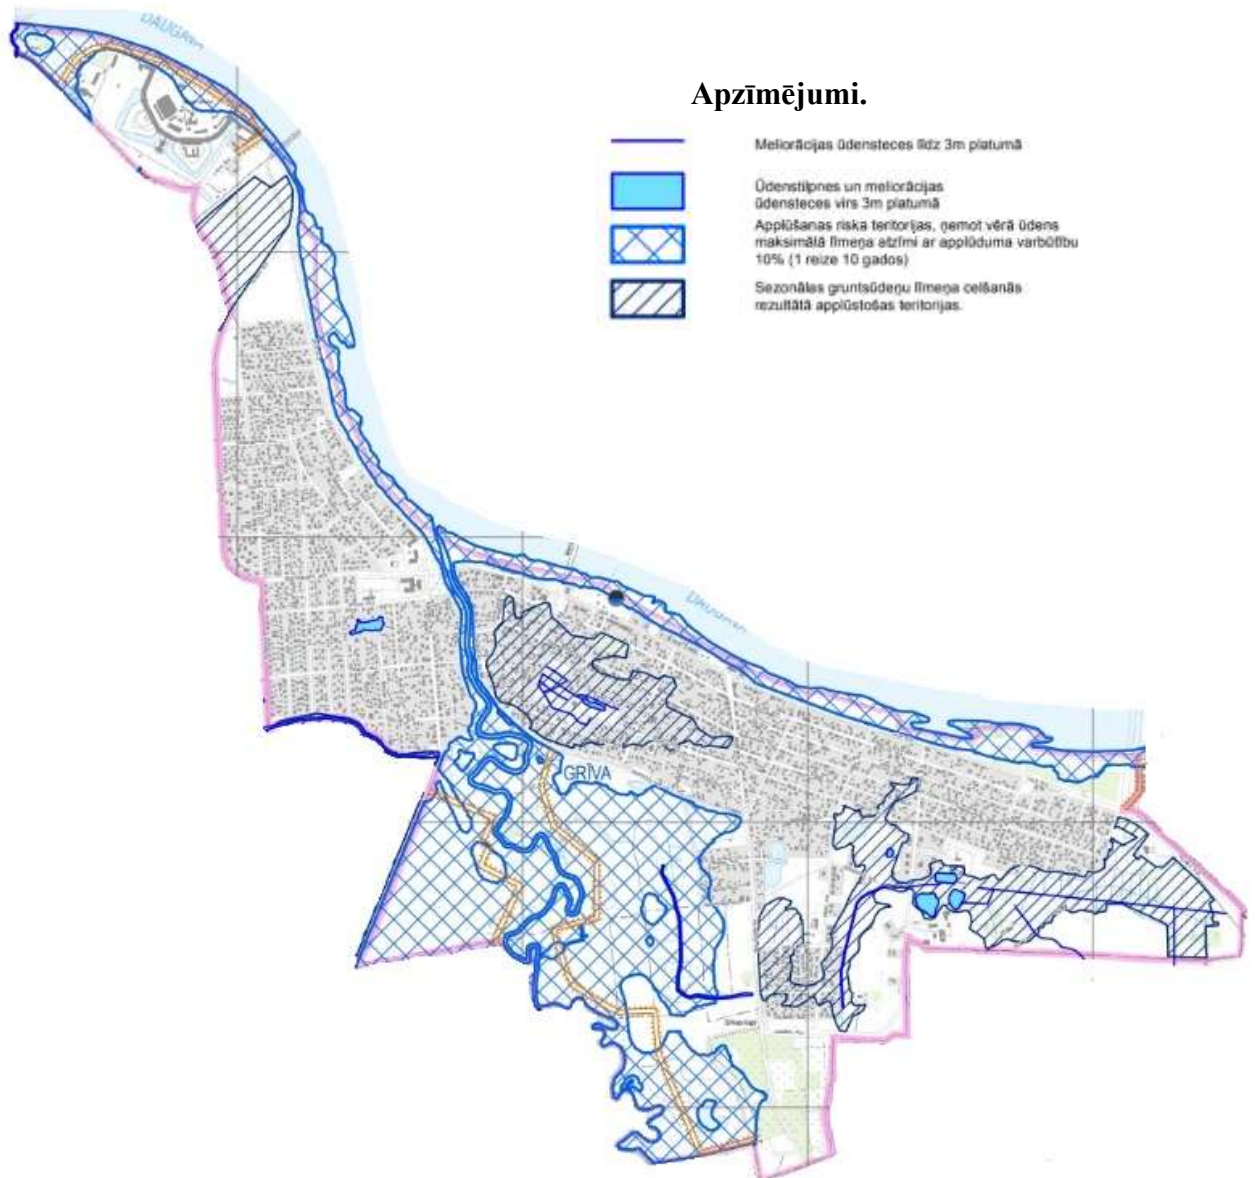 DAUGAVA
Apzīmējumi.
Meliorācijas ūdensteces līdz 3m platumā
Ūdenstilpnes un meliorācijas
ūdensteces virs 3m platumā
Applūšanas riska teritorijas, ņemot vērā ūdens
maksimālā līmeņa atzīmi ar applūduma varbūtību
10% (1 reize 10 gados)
Sezonālas gruntsūdeņu līmeņa celšanās
rezultātā applūstošas teritorijas.
DAUGAVA
GRĪVA